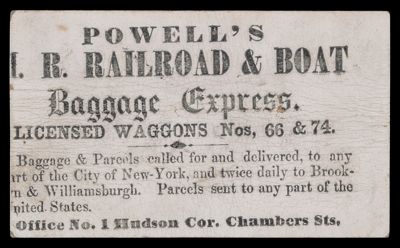 POWELL'S
I. R. RAILROAD & BOAT
Baggage Express.
LICENSED WAGGONS Nos, 66 & 74.
Baggage & Parcels called for and delivered, to any
art of the City of New-York, and twice daily to Brook-
n & Williamsburgh. Parcels sent to any part of the
nited States.
Office No. 1 Hudson Cor. Chambers Sts,